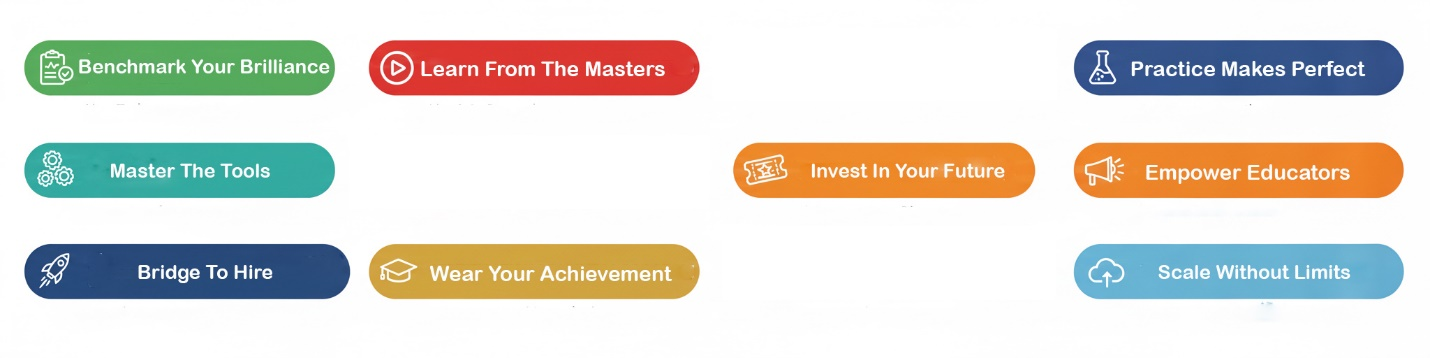 Benchmark Your Brilliance
Learn From The Masters
Practice Makes Perfect
Master The Tools
Invest In Your Future
Empower Educators
Bridge To Hire
Wear Your Achievement
Scale Without Limits